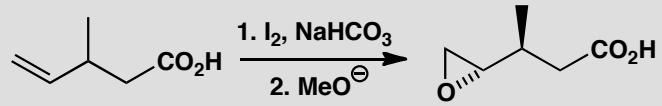 CO₂H
1. I₂, NaHCO₃
2. MeO⊖
O
CO₂H